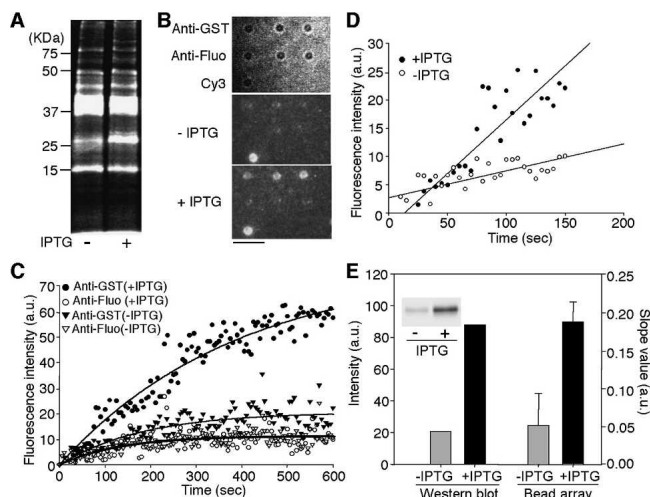 A
(KDa)
75
50
37
25
15
IPTG - +
B
Anti-GST
Anti-Fluo
Cy3
- IPTG
+ IPTG
C
Fluorescence intensity (a.u.)
70
60
50
40
30
20
10
0
Anti-GST(+IPTG)
Anti-Fluo (+IPTG)
Anti-GST(-IPTG)
Anti-Fluo(-IPTG)
0 100 200 300 400 500 600
Time (sec)
D
Fluorescence intensity (a.u.)
30
25
20
15
10
5
0
+IPTG
-IPTG
0 50 100 150 200
Time (sec)
E
Intensity (a.u.)
120
100
80
60
40
20
0
- +
IPTG
0.25
0.20
0.15
0.10
0.05
0.00
Slope value (a.u.)
-IPTG +IPTG -IPTG +IPTG
Western blot Bead array